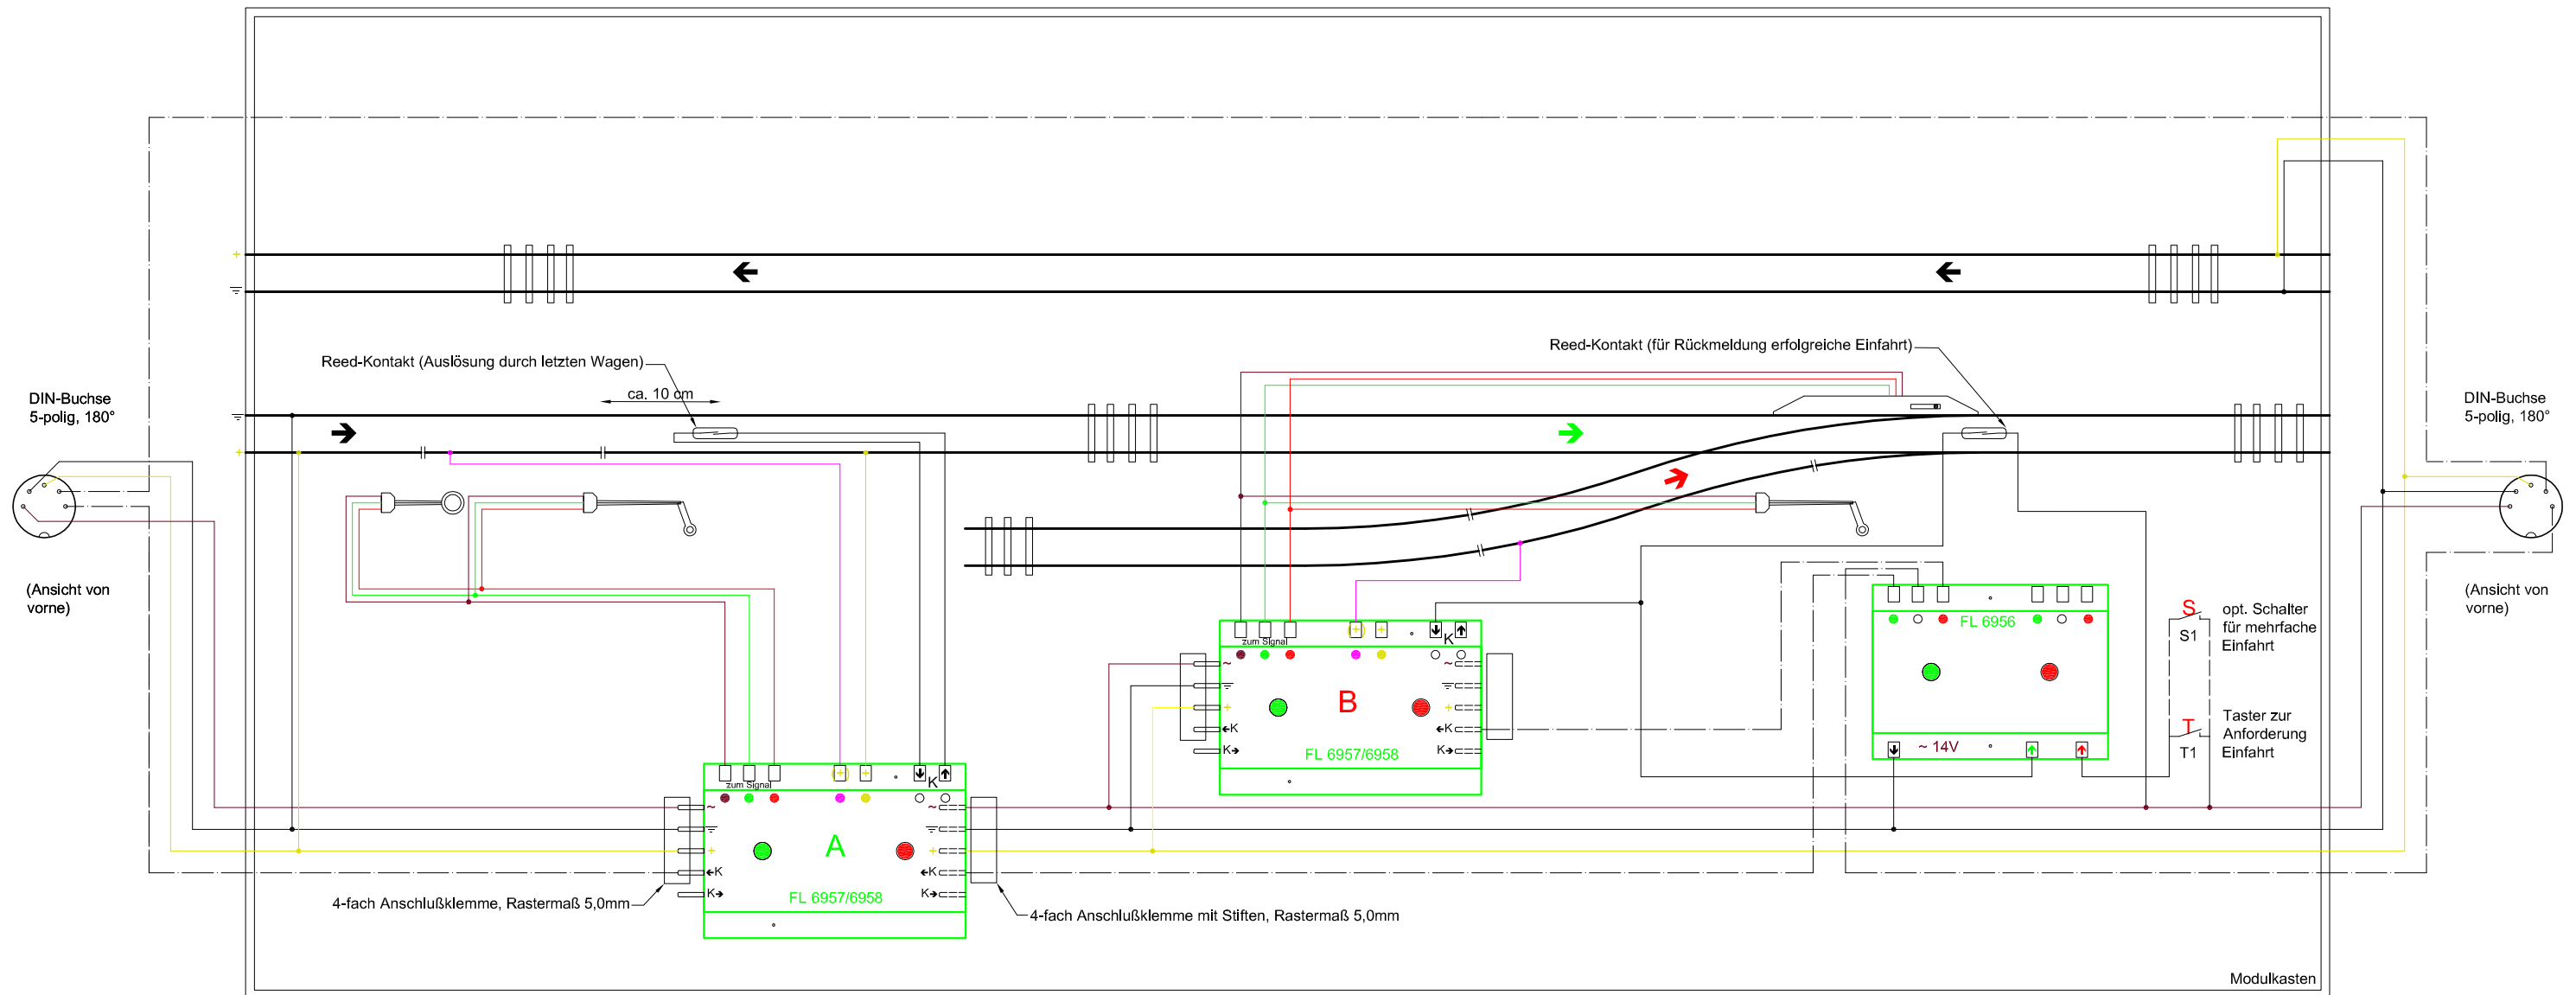 Reed-Kontakt (Auslösung durch letzten Wagen)
ca. 10 cm
Reed-Kontakt (für Rückmeldung erfolgreiche Einfahrt)
DIN-Buchse
5-polig, 180°
(Ansicht von
vorne)
DIN-Buchse
5-polig, 180°
(Ansicht von
vorne)
zum Signal
(+)
+
K
~
+
←K
K→
B
~
+
←K
K→
FL 6957/6958
FL 6956
~ 14V
S
S1
opt. Schalter
für mehrfache
Einfahrt
T
T1
Taster zur
Anforderung
Einfahrt
zum Signal
(+)
+
K
~
+
←K
K→
A
~
+
←K
K→
FL 6957/6958
4-fach Anschlußklemme, Rastermaß 5,0mm
4-fach Anschlußklemme mit Stiften, Rastermaß 5,0mm
Modulkasten